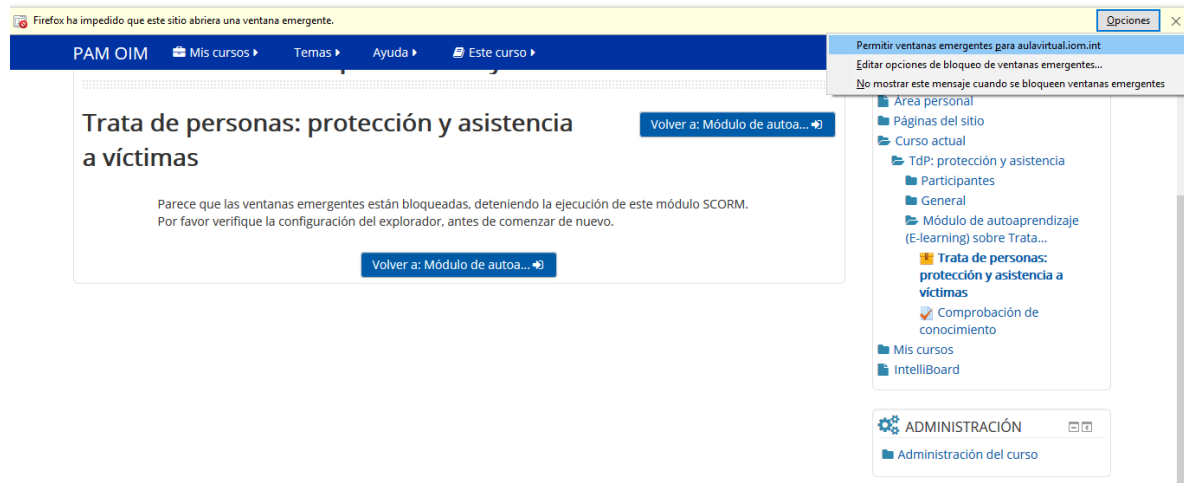 Firefox ha impedido que este sitio abriera una ventana emergente.
Opciones
Permitir ventanas emergentes para aulavirtual.iom.int
Editar opciones de bloqueo de ventanas emergentes...
No mostrar este mensaje cuando se bloqueen ventanas emergentes
PAM OIM Mis cursos Temas Ayuda Este curso
Trata de personas: protección y asistencia
a víctimas
Volver a: Módulo de autoa...
Parece que las ventanas emergentes están bloqueadas, deteniendo la ejecución de este módulo SCORM.
Por favor verifique la configuración del explorador, antes de comenzar de nuevo.
Volver a: Módulo de autoa...
Área personal
Páginas del sitio
Curso actual
TdP: protección y asistencia
Participantes
General
Módulo de autoaprendizaje
(E-learning) sobre Trata...
Trata de personas:
protección y asistencia a
víctimas
Comprobación de
conocimiento
Mis cursos
IntelliBoard
ADMINISTRACIÓN
Administración del curso